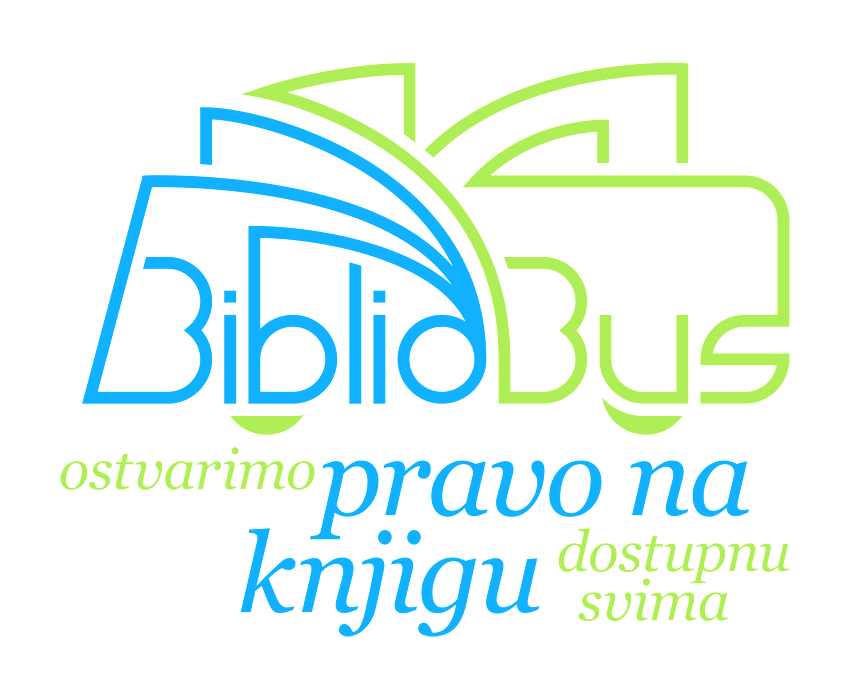 BiblioBus
ostvarimo pravo na
knjigu dostupnu
svima